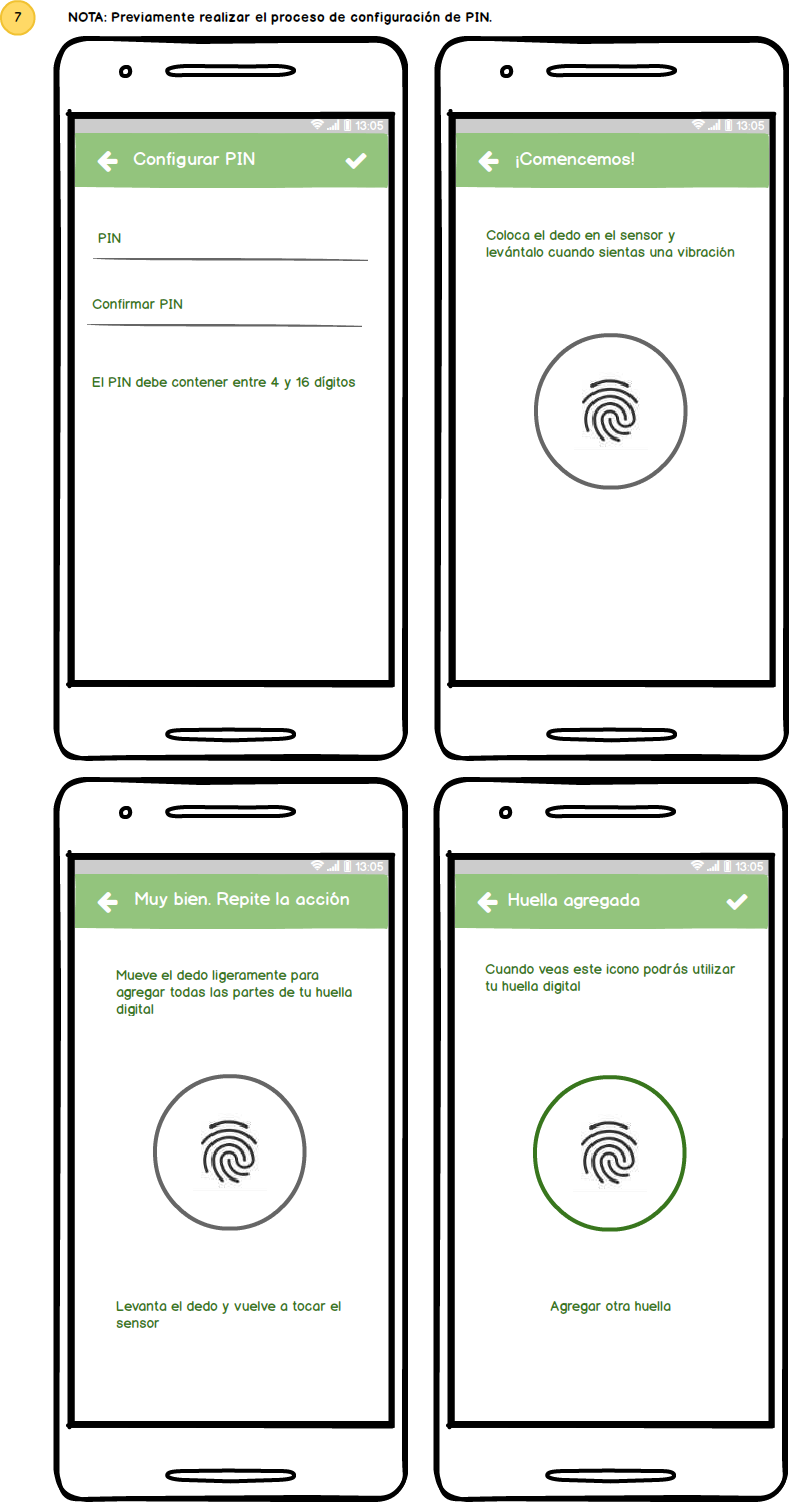 7
NOTA: Previamente realizar el proceso de configuración de PIN.
13:05
Configurar PIN
PIN
Confirmar PIN
El PIN debe contener entre 4 y 16 dígitos
13:05
¡Comencemos!
Coloca el dedo en el sensor y
levántalo cuando sientas una vibración
13:05
Muy bien. Repite la acción
Mueve el dedo ligeramente para
agregar todas las partes de tu huella
digital
Levanta el dedo y vuelve a tocar el
sensor
13:05
Huella agregada
Cuando veas este icono podrás utilizar
tu huella digital
Agregar otra huella